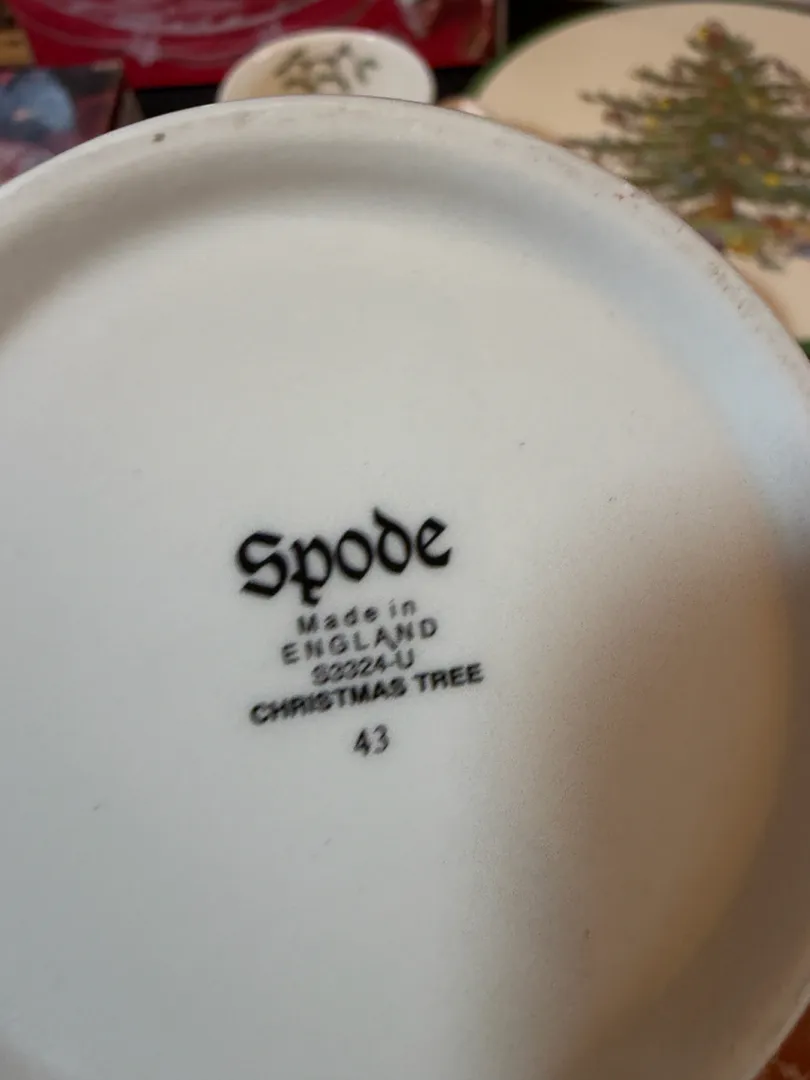 Spode
Made in
ENGLAND
S3324-U
CHRISTMAS TREE
43